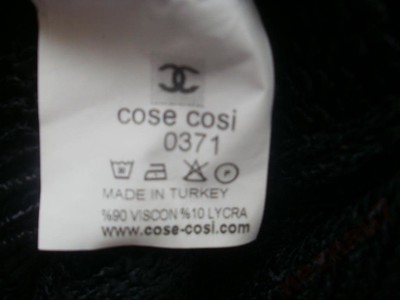 cose cosi
0371
MADE IN TURKEY
%90 VISCON %10 LYCRA
www.cose-cosi.com